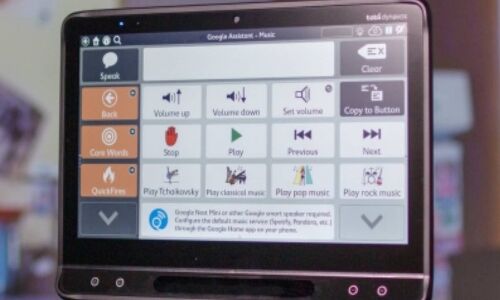 tobii dynavox
Google Assistant - Music
Speak
Clear
Back
Volume up
Volume down
Set volume
Copy to Button
Core Words
Stop
Play
Previous
Next
QuickFires
Play Tchaikovsky
Play classical music
Play pop music
Play rock music
Google Nest Mini or other Google smart speaker required.
Configure the default music service (Spotify, Pandora, etc.)
through the Google Home app on your phone.